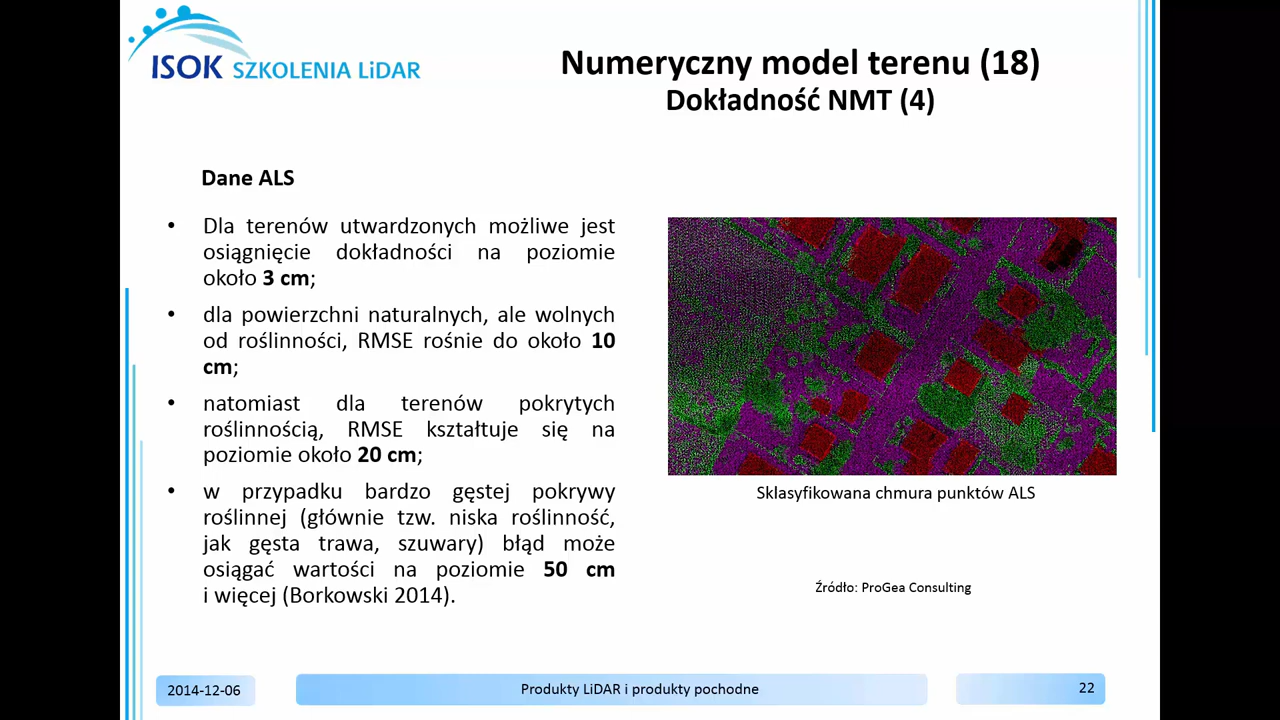 ISOK SZKOLENIA LiDAR
Numeryczny model terenu (18)
Dokładność NMT (4)
Dane ALS
• Dla terenów utwardzonych możliwe jest
osiągnięcie dokładności na poziomie
około 3 cm;
• dla powierzchni naturalnych, ale wolnych
od roślinności, RMSE rośnie do około 10
cm;
• natomiast dla terenów pokrytych
roślinnością, RMSE kształtuje się na
poziomie około 20 cm;
• w przypadku bardzo gęstej pokrywy
roślinnej (głównie tzw. niska roślinność,
jak gęsta trawa, szuwary) błąd może
osiągać wartości na poziomie 50 cm
i więcej (Borkowski 2014).
Sklasyfikowana chmura punktów ALS
Źródło: ProGea Consulting
2014-12-06
Produkty LiDAR i produkty pochodne
22